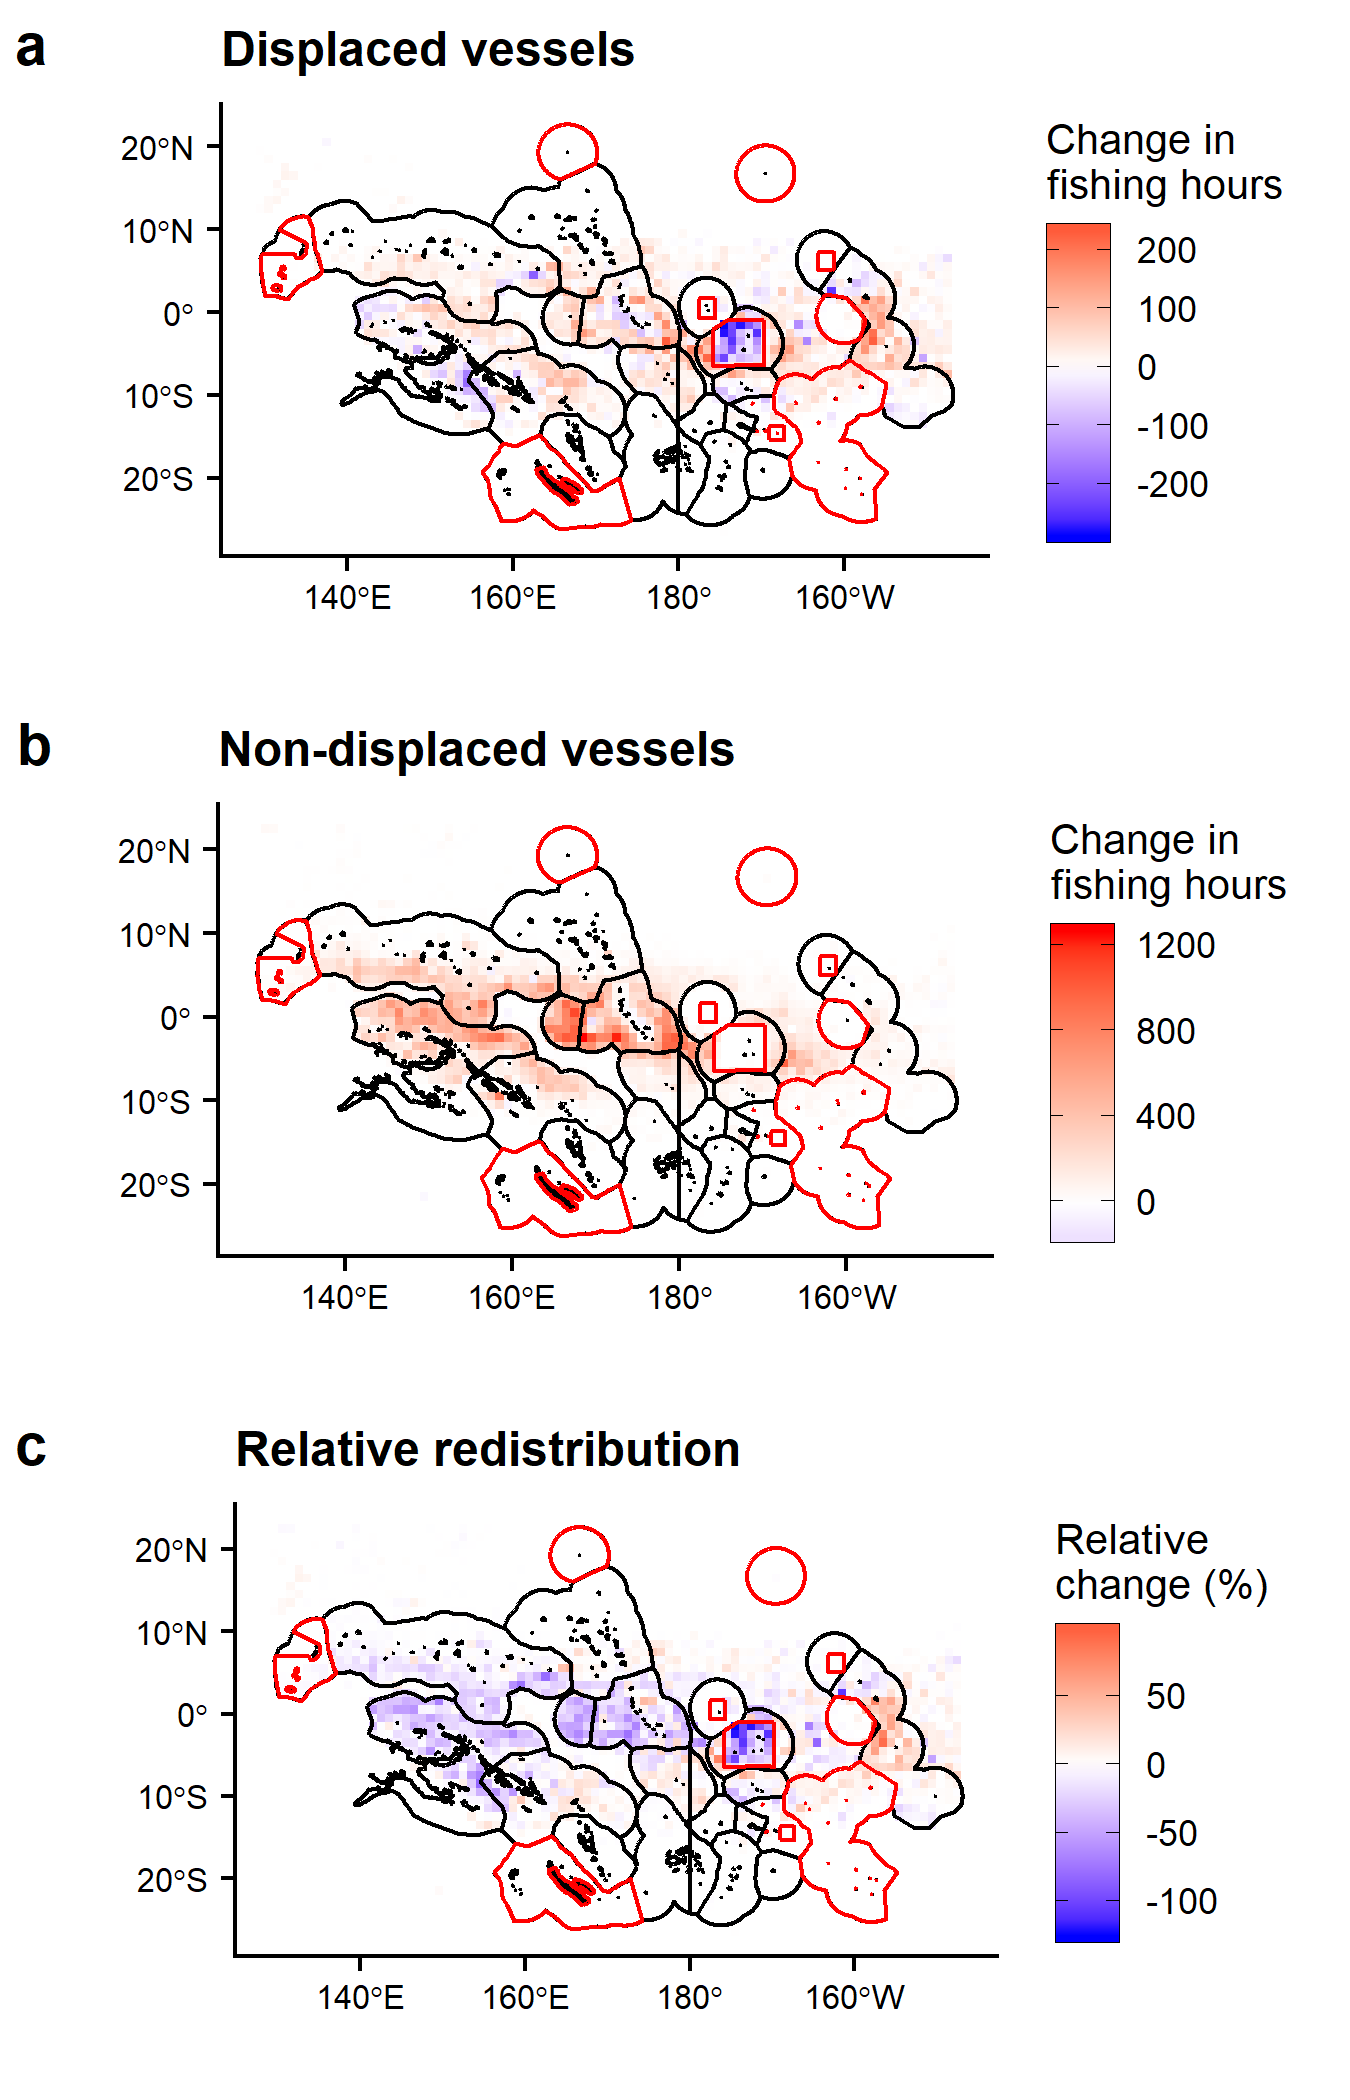 a
Displaced vessels
20°N
10°N
0°
10°S
20°S
140°E
160°E
180°
160°W
Change in
fishing hours
200
100
0
-100
-200
b
Non-displaced vessels
20°N
10°N
0°
10°S
20°S
140°E
160°E
180°
160°W
Change in
fishing hours
1200
800
400
0
c
Relative redistribution
20°N
10°N
0°
10°S
20°S
140°E
160°E
180°
160°W
Relative
change (%)
50
0
-50
-100